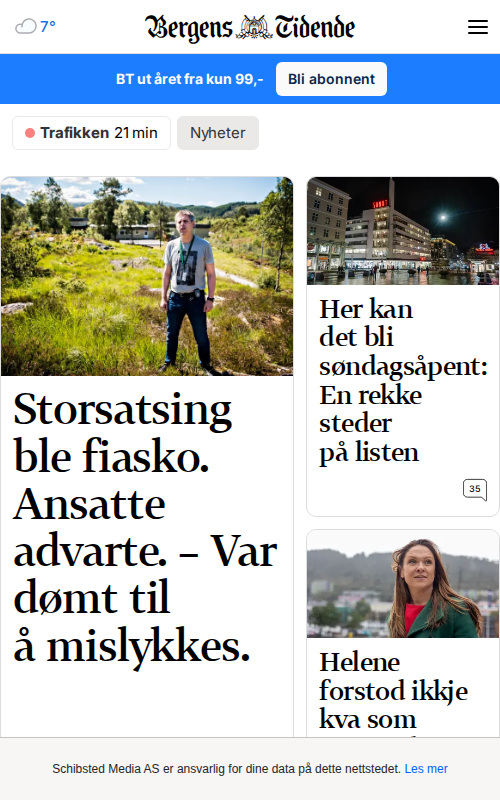 7°
Bergens Tidende
BT ut året fra kun 99,-
Bli abonnent
Trafikken 21 min
Nyheter
Storsatsing
ble fiasko.
Ansatte
advarte. – Var
dømt til
å mislykkes.
Her kan
det bli
søndagsåpent:
En rekke
steder
på listen
35
Helene
forstod ikkje
kva som
Schibsted Media AS er ansvarlig for dine data på dette nettstedet. Les mer